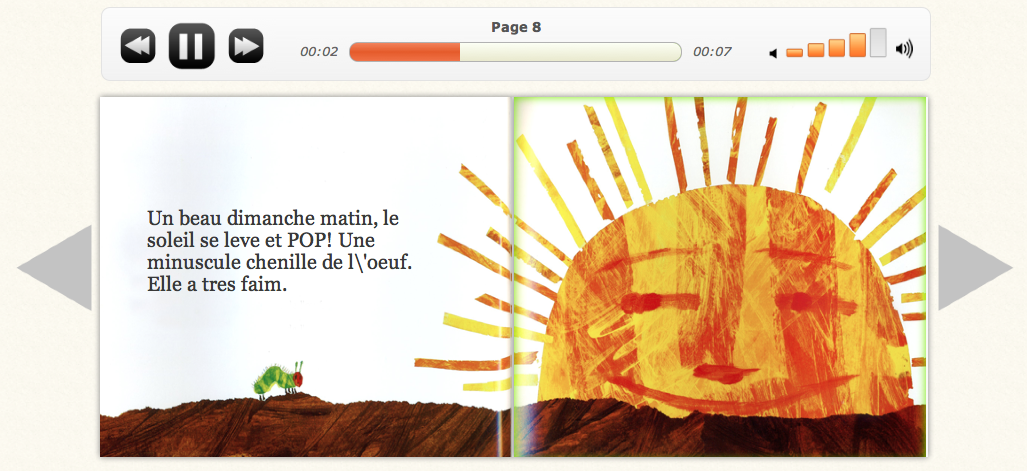 Page 8
00:02
00:07
Un beau dimanche matin, le
soleil se leve et POP! Une
minuscule chenille de l\'oeuf.
Elle a tres faim.